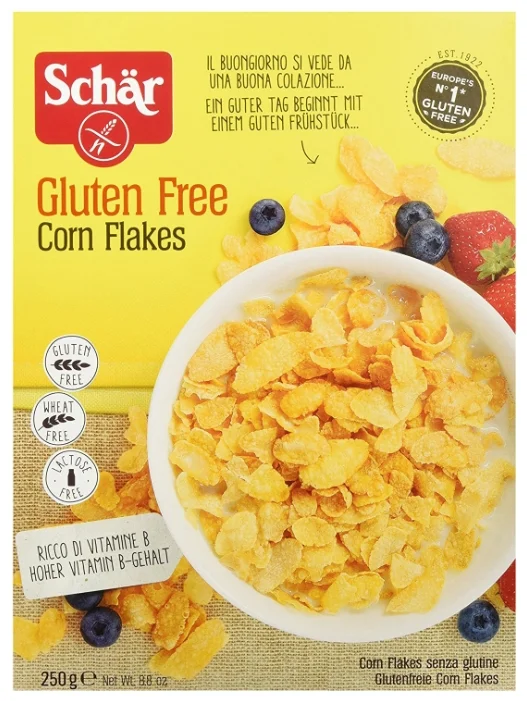 Schär
IL BUONGIORNO SI VEDE DA
UNA BUONA COLAZIONE...
EIN GUTER TAG BEGINNT MIT
EINEM GUTEN FRÜHSTÜCK...
EST. 1922
EUROPE'S
N°1*
GLUTEN
FREE
Gluten Free
Corn Flakes
GLUTEN
FREE
WHEAT
FREE
LACTOSE
FREE
RICCO DI VITAMINE B
HOHER VITAMIN B-GEHALT
250g ℮ Net Wt. 8.8 oz
Corn Flakes senza glutine
Glutenfreie Corn Flakes